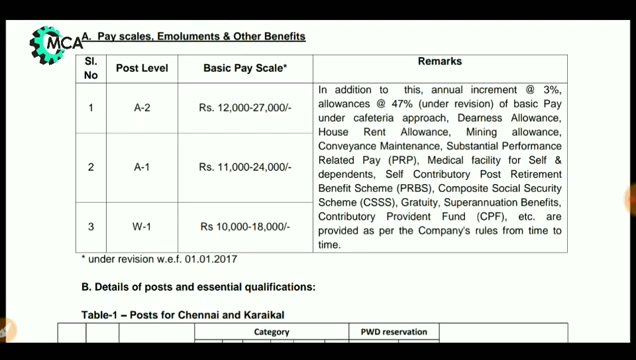 MCA
A. Pay scales, Emoluments & Other Benefits
Sl. No
Post Level
Basic Pay Scale*
Remarks
1
A-2
Rs. 12,000-27,000/-
2
A-1
Rs. 11,000-24,000/-
3
W-1
Rs 10,000-18,000/-
In addition to this, annual increment @ 3%,
allowances @ 47% (under revision) of basic Pay
under cafeteria approach, Dearness Allowance,
House Rent Allowance, Mining allowance,
Conveyance Maintenance, Substantial Performance
Related Pay (PRP), Medical facility for Self &
dependents, Self Contributory Post Retirement
Benefit Scheme (PRBS), Composite Social Security
Scheme (CSSS), Gratuity, Superannuation Benefits,
Contributory Provident Fund (CPF), etc. are
provided as per the Company's rules from time to
time.
* under revision w.e.f. 01.01.2017
B. Details of posts and essential qualifications:
Table-1 – Posts for Chennai and Karaikal
Category
PWD reservation